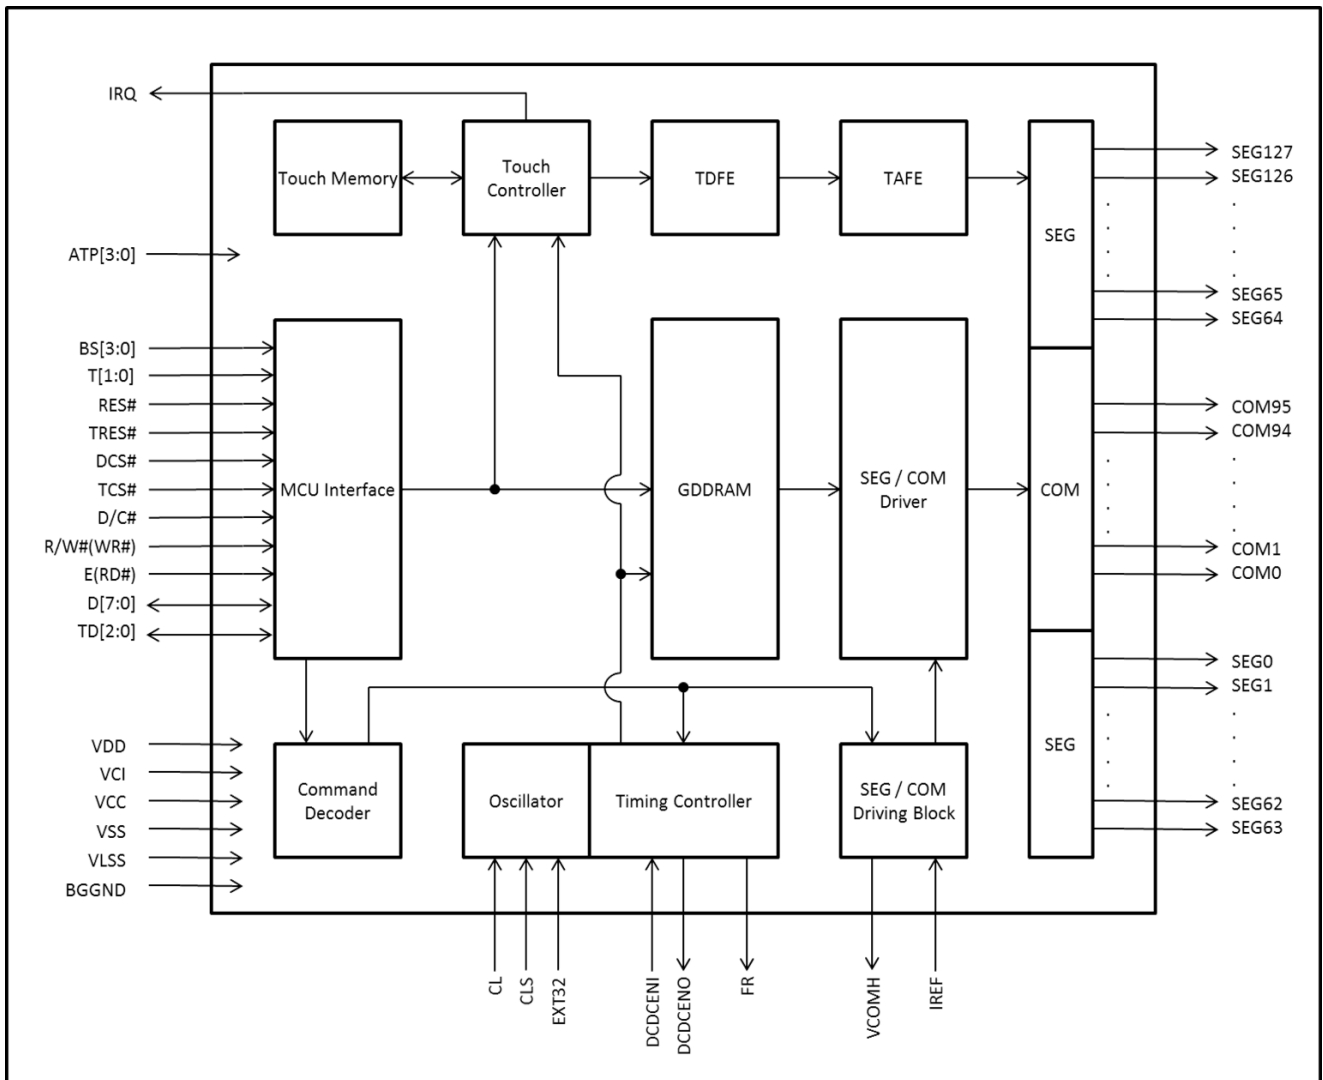 IRQ
Touch Memory
Touch
Controller
TDFE
TAFE
SEG
SEG127
SEG126
SEG65
SEG64
ATP[3:0]
BS[3:0]
T[1:0]
RES#
TRES#
DCS#
TCS#
D/C#
R/W#(WR#)
E(RD#)
D[7:0]
TD[2:0]
MCU Interface
GDDRAM
SEG / COM
Driver
COM
COM95
COM94
COM1
COM0
SEG0
SEG1
SEG62
SEG63
SEG
VDD
VCI
VCC
VSS
VLSS
BGGND
Command
Decoder
Oscillator
Timing Controller
SEG / COM
Driving Block
CL
CLS
EXT32
DCDCENI
DCDCENO
FR
VCOMH
IREF